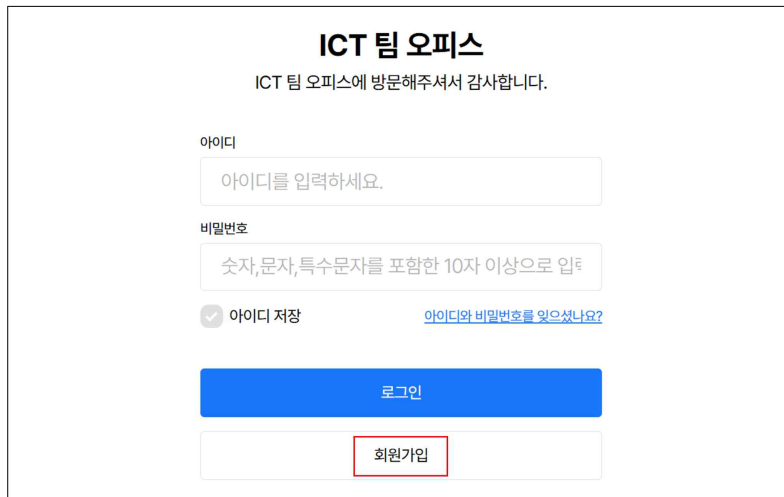 ICT 팀 오피스
ICT 팀 오피스에 방문해주셔서 감사합니다.
아이디
아이디를 입력하세요.
비밀번호
숫자,문자,특수문자를 포함한 10자 이상으로
아이디 저장
아이디와 비밀번호를 잊으셨나요?
로그인
회원가입